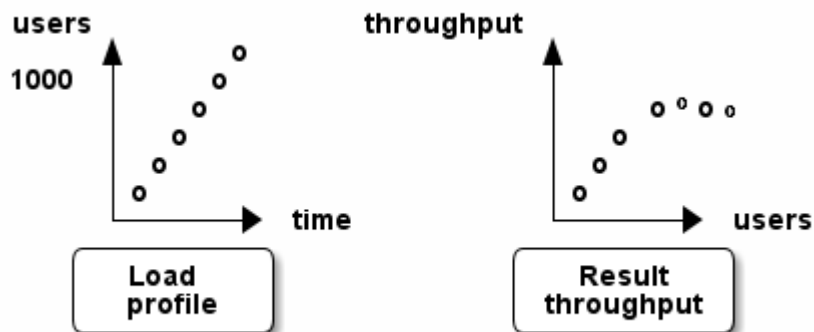 users
1000
time
Load
profile
throughput
users
Result
throughput